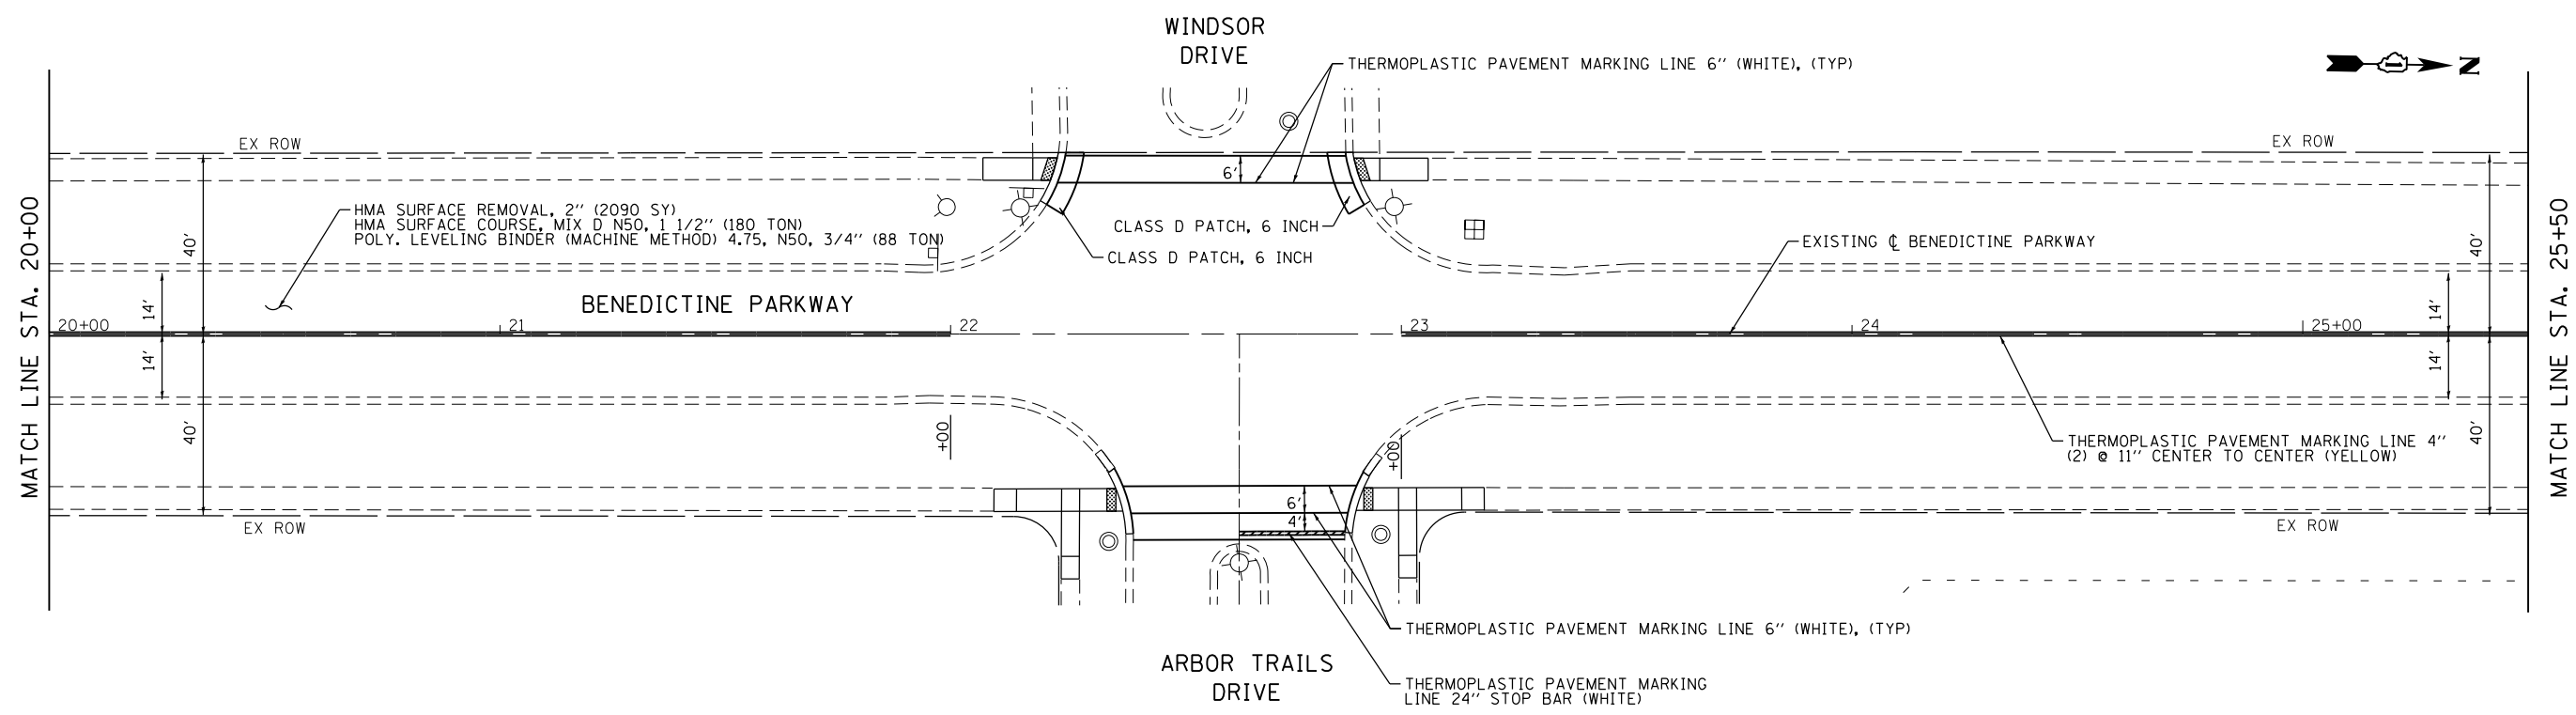 WINDSOR
DRIVE
THERMOPLASTIC PAVEMENT MARKING LINE 6" (WHITE), (TYP)
N
EX ROW
EX ROW
6'
MATCH LINE STA. 20+00
HMA SURFACE REMOVAL, 2" (2090 SY)
HMA SURFACE COURSE, MIX D N50, 1 1/2" (180 TON)
POLY. LEVELING BINDER (MACHINE METHOD) 4.75, N50, 3/4" (88 TON)
40'
CLASS D PATCH, 6 INCH
CLASS D PATCH, 6 INCH
EXISTING ℄ BENEDICTINE PARKWAY
40'
MATCH LINE STA. 25+50
14'
BENEDICTINE PARKWAY
14'
20+00
21
22
23
24
25+00
14'
14'
40'
+00
+00
THERMOPLASTIC PAVEMENT MARKING LINE 4"
(2) @ 11" CENTER TO CENTER (YELLOW)
40'
6'
4'
EX ROW
EX ROW
THERMOPLASTIC PAVEMENT MARKING LINE 6" (WHITE), (TYP)
ARBOR TRAILS
DRIVE
THERMOPLASTIC PAVEMENT MARKING
LINE 24" STOP BAR (WHITE)